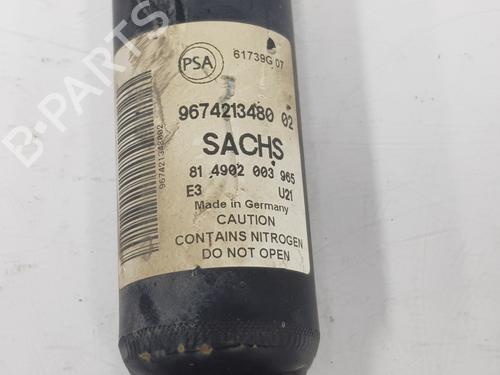 PSA
61739G 07
9674213480 02
SACHS
81 4902 003 965
E3 U21
Made in Germany
CAUTION
CONTAINS NITROGEN
DO NOT OPEN
967421348002
B-PARTS